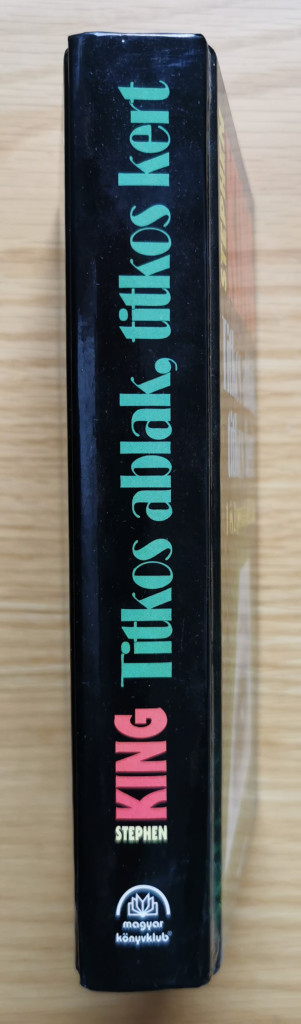 STEPHEN
KING
Titkos ablak, titkos kert
magyar
könyvklub®